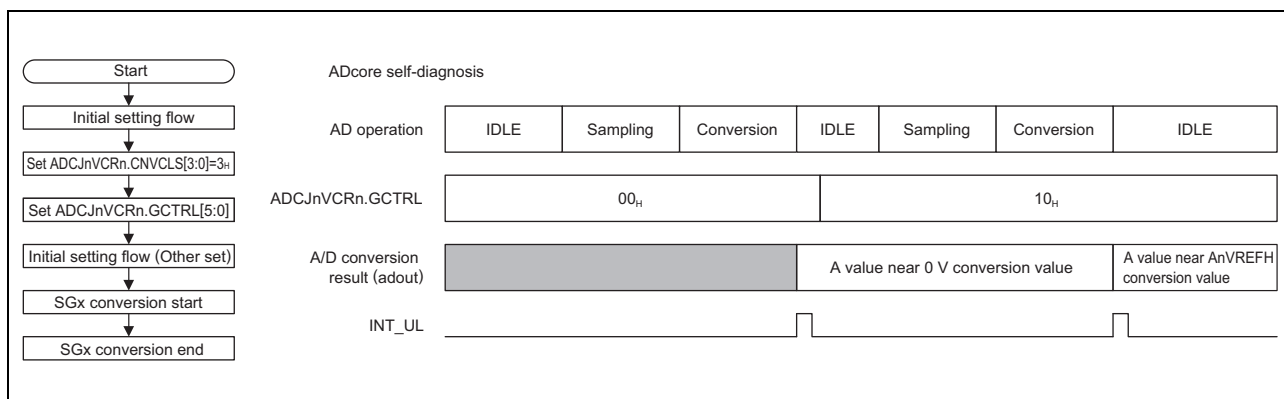 Start
Initial setting flow
Set ADCJnVCRn.CNVCLS[3:0]=3H
Set ADCJnVCRn.GCTRL[5:0]
Initial setting flow (Other set)
SGx conversion start
SGx conversion end
ADcore self-diagnosis
AD operation
IDLE
Sampling
Conversion
IDLE
Sampling
Conversion
IDLE
ADCJnVCRn.GCTRL
00H
10H
A/D conversion
result (adout)
A value near 0 V conversion value
A value near AnVREFH
conversion value
INT_UL